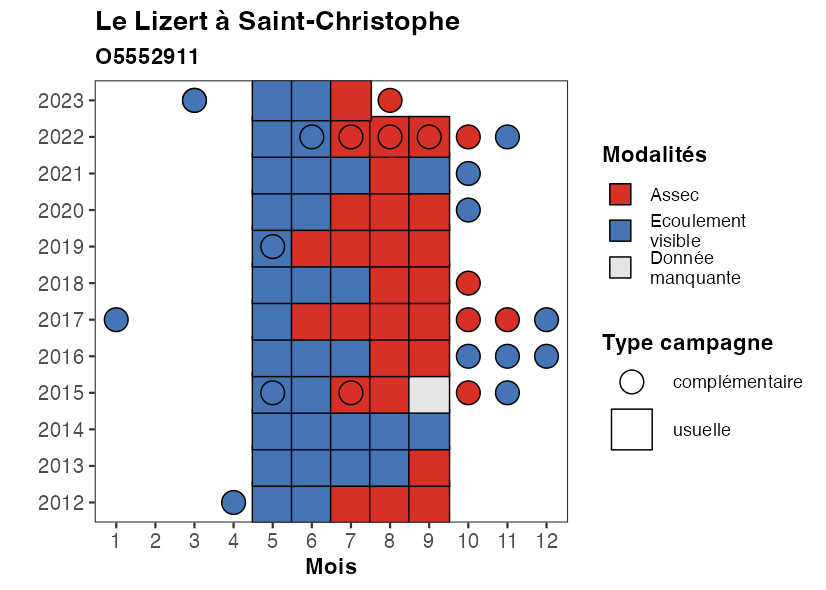 Le Lizert à Saint-Christophe
O5552911
2023
2022
2021
2020
2019
2018
2017
2016
2015
2014
2013
2012
1 2 3 4 5 6 7 8 9 10 11 12
Mois
Modalités
Assec
Ecoulement
visible
Donnée
manquante
Type campagne
complémentaire
usuelle